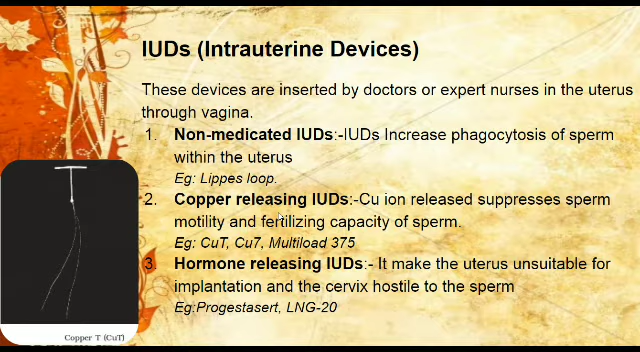 IUDs (Intrauterine Devices)
These devices are inserted by doctors or expert nurses in the uterus
through vagina.
1. Non-medicated IUDs:-IUDs Increase phagocytosis of sperm
within the uterus
Eg: Lippes loop.
2. Copper releasing IUDs:-Cu ion released suppresses sperm
motility and fertilizing capacity of sperm.
Eg: CuT, Cu7, Multiload 375
3. Hormone releasing IUDs:- It make the uterus unsuitable for
implantation and the cervix hostile to the sperm
Eg:Progestasert, LNG-20
Copper T (CuT)